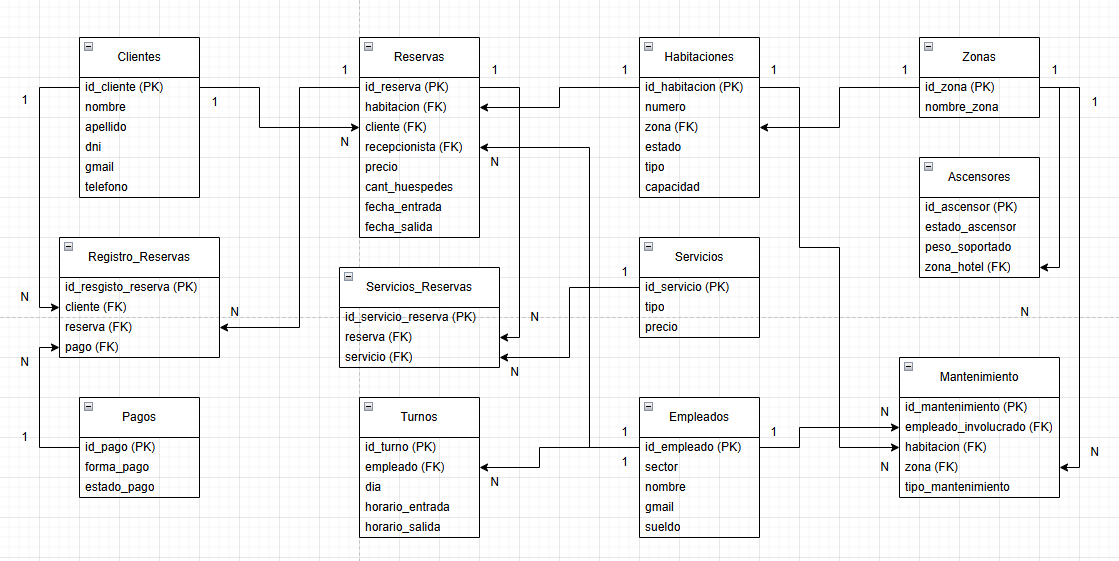 Clientes
id_cliente (PK)
nombre
apellido
dni
gmail
telefono
Reservas
id_reserva (PK)
habitacion (FK)
cliente (FK)
recepcionista (FK)
precio
cant_huespedes
fecha_entrada
fecha_salida
Habitaciones
id_habitacion (PK)
numero
zona (FK)
estado
tipo
capacidad
Zonas
id_zona (PK)
nombre_zona
Ascensores
id_ascensor (PK)
estado_ascensor
peso_soportado
zona_hotel (FK)
Registro_Reservas
id_resgisto_reserva (PK)
cliente (FK)
reserva (FK)
pago (FK)
Servicios_Reservas
id_servicio_reserva (PK)
reserva (FK)
servicio (FK)
Servicios
id_servicio (PK)
tipo
precio
Pagos
id_pago (PK)
forma_pago
estado_pago
Turnos
id_turno (PK)
empleado (FK)
dia
horario_entrada
horario_salida
Empleados
id_empleado (PK)
sector
nombre
gmail
sueldo
Mantenimiento
id_mantenimiento (PK)
empleado_involucrado (FK)
habitacion (FK)
zona (FK)
tipo_mantenimiento
1
1
1
1
1
1
1
1
1
N
N
N
N
N
1
N
N
N
N
1
1
1
1
N
N
N
N